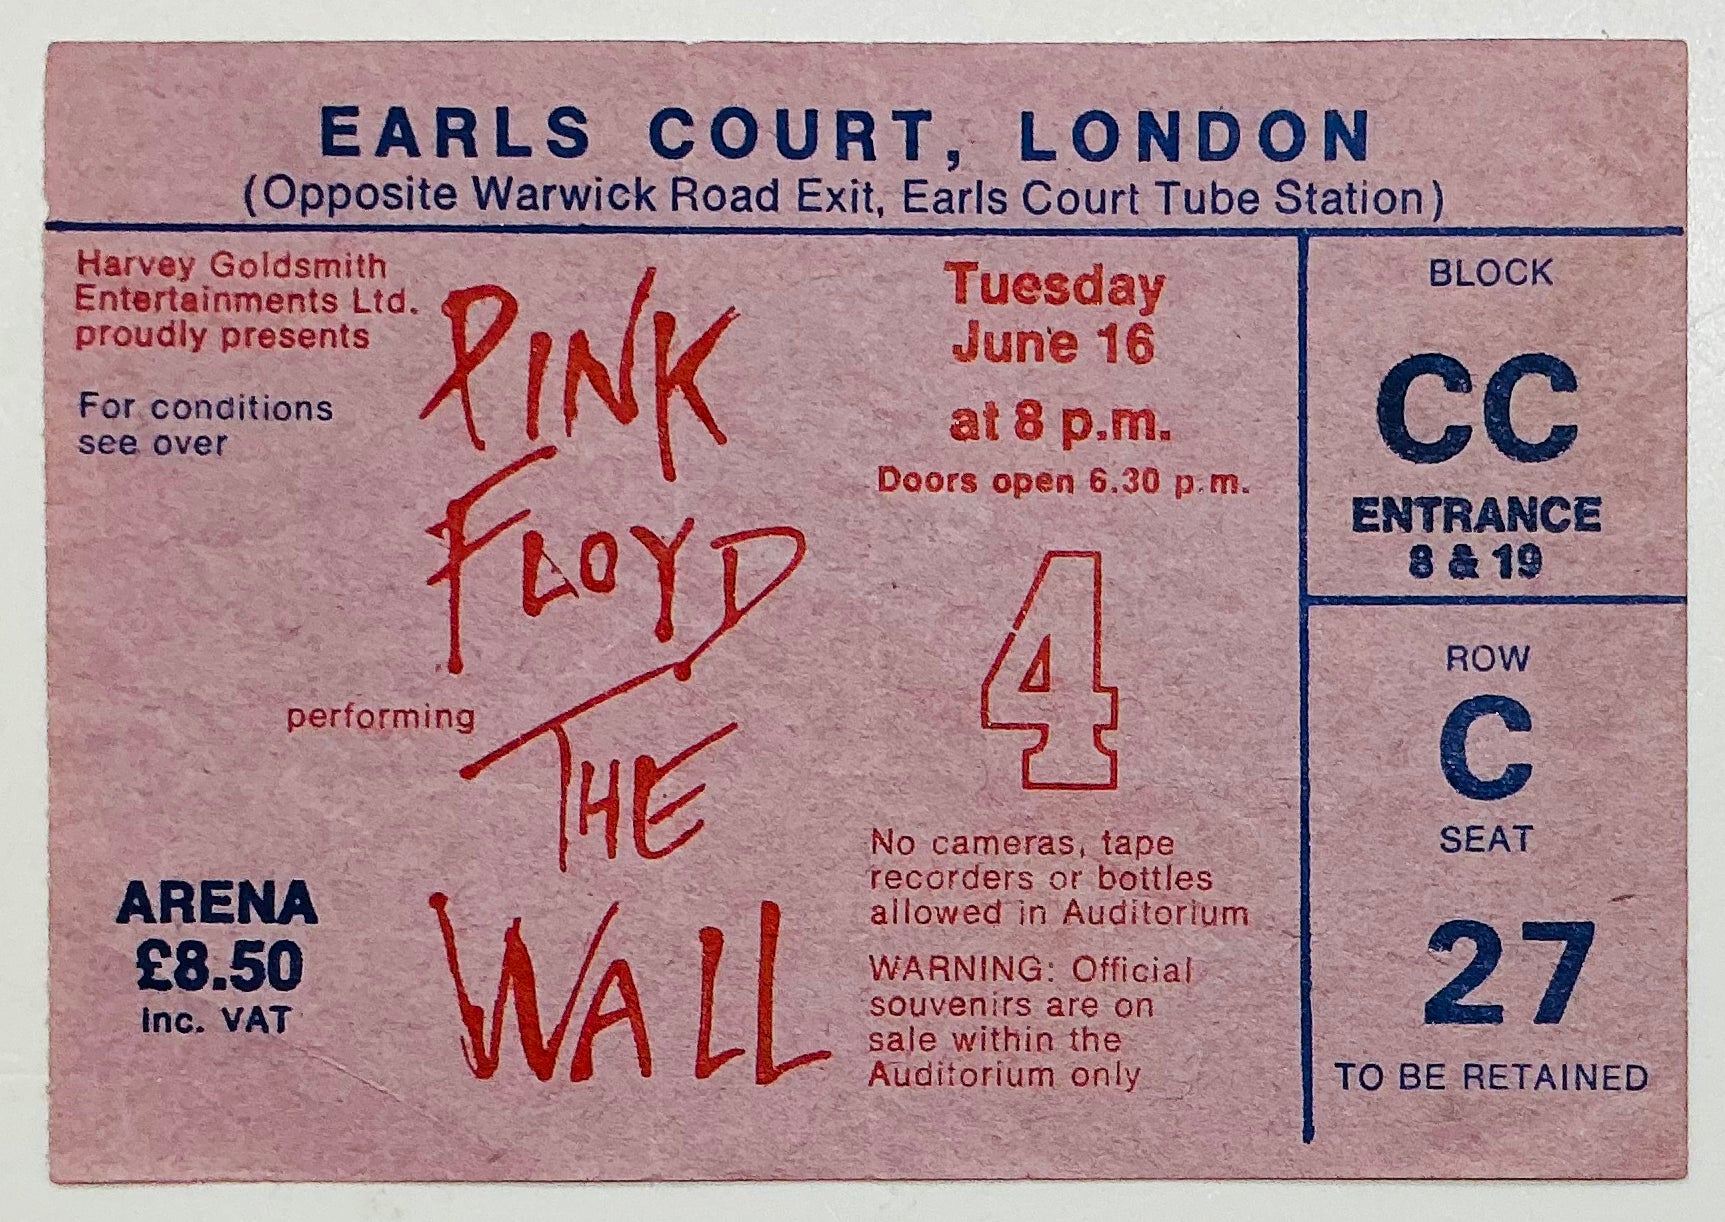 EARLS COURT, LONDON
(Opposite Warwick Road Exit, Earls Court Tube Station)
Harvey Goldsmith
Entertainments Ltd.
proudly presents
For conditions
see over
PINK
FLOYD
performing
THE
WALL
ARENA
£8.50
inc. VAT
Tuesday
June 16
at 8 p.m.
Doors open 6.30 p.m.
4
No cameras, tape
recorders or bottles
allowed in Auditorium
WARNING: Official
souvenirs are on
sale within the
Auditorium only
BLOCK
CC
ENTRANCE
8 & 19
ROW
C
SEAT
27
TO BE RETAINED